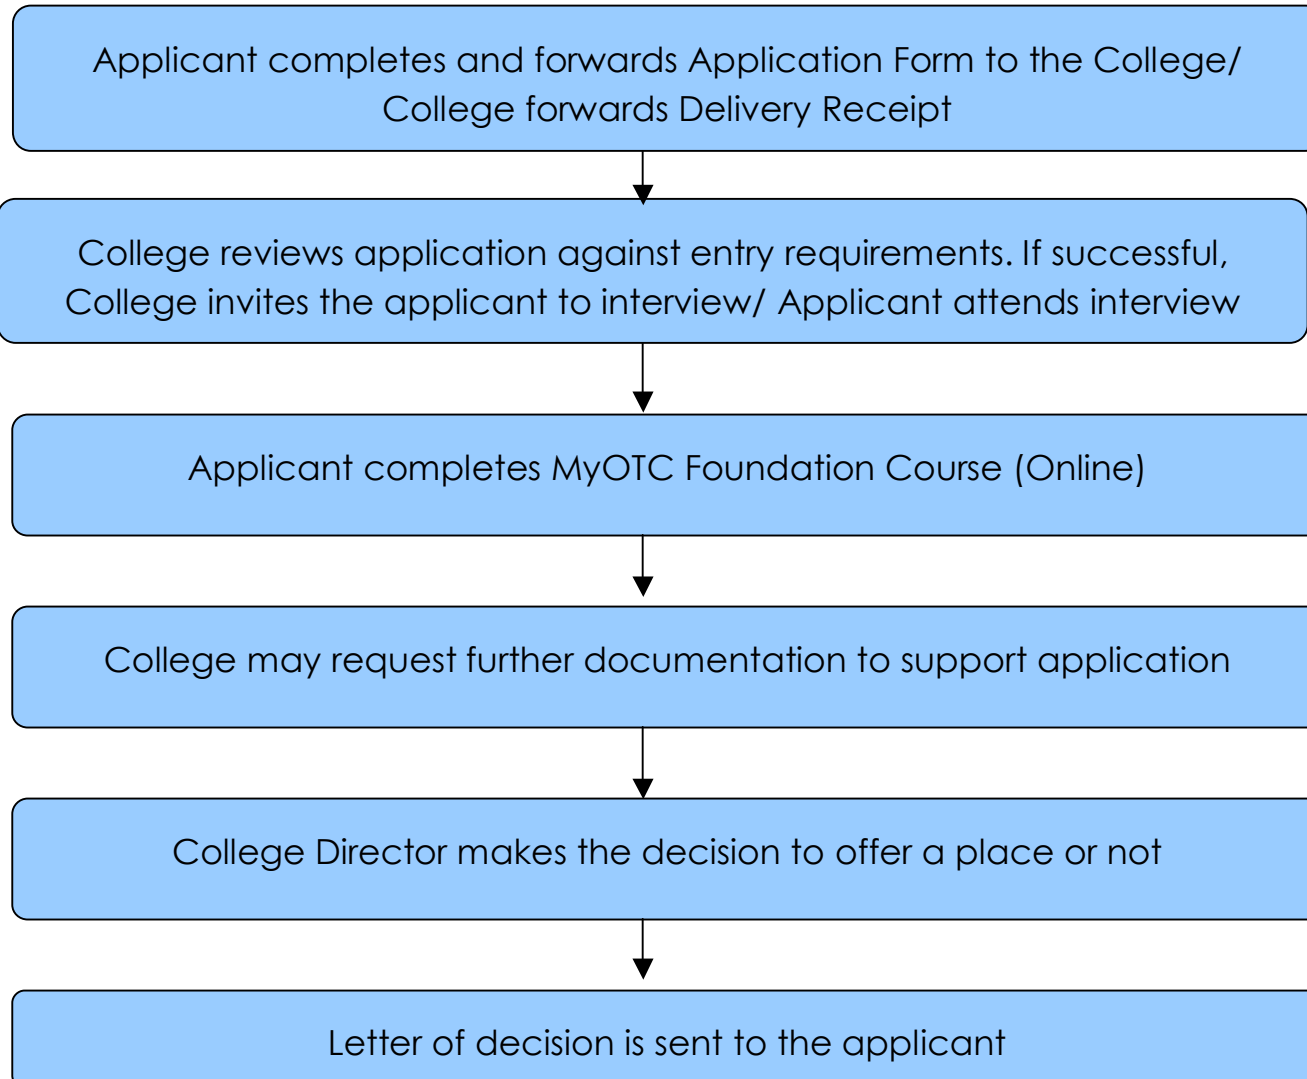 Applicant completes and forwards Application Form to the College/
College forwards Delivery Receipt
College reviews application against entry requirements. If successful,
College invites the applicant to interview/ Applicant attends interview
Applicant completes MyOTC Foundation Course (Online)
College may request further documentation to support application
College Director makes the decision to offer a place or not
Letter of decision is sent to the applicant